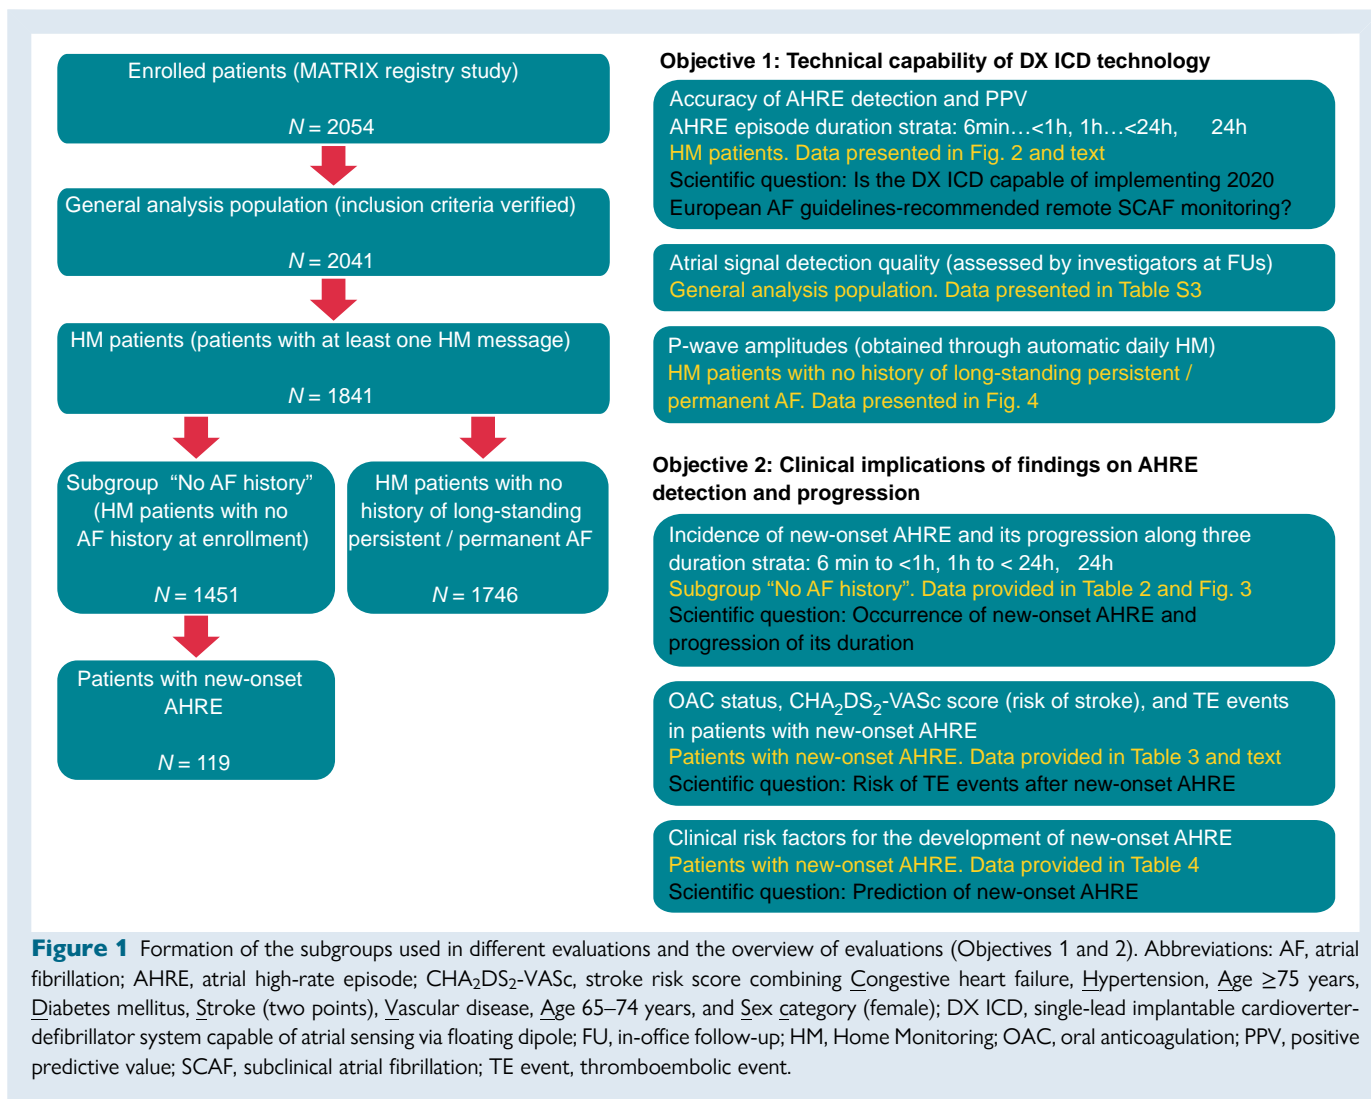 Enrolled patients (MATRIX registry study)
N = 2054
General analysis population (inclusion criteria verified)
N = 2041
HM patients (patients with at least one HM message)
N = 1841
Subgroup “No AF history”
(HM patients with no
AF history at enrollment)
N = 1451
HM patients with no
history of long-standing
persistent / permanent AF
N = 1746
Patients with new-onset
AHRE
N = 119
Objective 1: Technical capability of DX ICD technology
Accuracy of AHRE detection and PPV
AHRE episode duration strata: 6min…<1h, 1h…<24h, 24h
HM patients. Data presented in Fig. 2 and text
Scientific question: Is the DX ICD capable of implementing 2020
European AF guidelines-recommended remote SCAF monitoring?
Atrial signal detection quality (assessed by investigators at FUs)
General analysis population. Data presented in Table S3
P-wave amplitudes (obtained through automatic daily HM)
HM patients with no history of long-standing persistent /
permanent AF. Data presented in Fig. 4
Objective 2: Clinical implications of findings on AHRE
detection and progression
Incidence of new-onset AHRE and its progression along three
duration strata: 6 min to <1h, 1h to < 24h, 24h
Subgroup “No AF history”. Data provided in Table 2 and Fig. 3
Scientific question: Occurrence of new-onset AHRE and
progression of its duration
OAC status, CHA₂DS₂-VASc score (risk of stroke), and TE events
in patients with new-onset AHRE
Patients with new-onset AHRE. Data provided in Table 3 and text
Scientific question: Risk of TE events after new-onset AHRE
Clinical risk factors for the development of new-onset AHRE
Patients with new-onset AHRE. Data provided in Table 4
Scientific question: Prediction of new-onset AHRE
Figure 1 Formation of the subgroups used in different evaluations and the overview of evaluations (Objectives 1 and 2). Abbreviations: AF, atrial
fibrillation; AHRE, atrial high-rate episode; CHA₂DS₂-VASc, stroke risk score combining Congestive heart failure, Hypertension, Age ≥75 years,
Diabetes mellitus, Stroke (two points), Vascular disease, Age 65–74 years, and Sex category (female); DX ICD, single-lead implantable cardioverter-
defibrillator system capable of atrial sensing via floating dipole; FU, in-office follow-up; HM, Home Monitoring; OAC, oral anticoagulation; PPV, positive
predictive value; SCAF, subclinical atrial fibrillation; TE event, thromboembolic event.